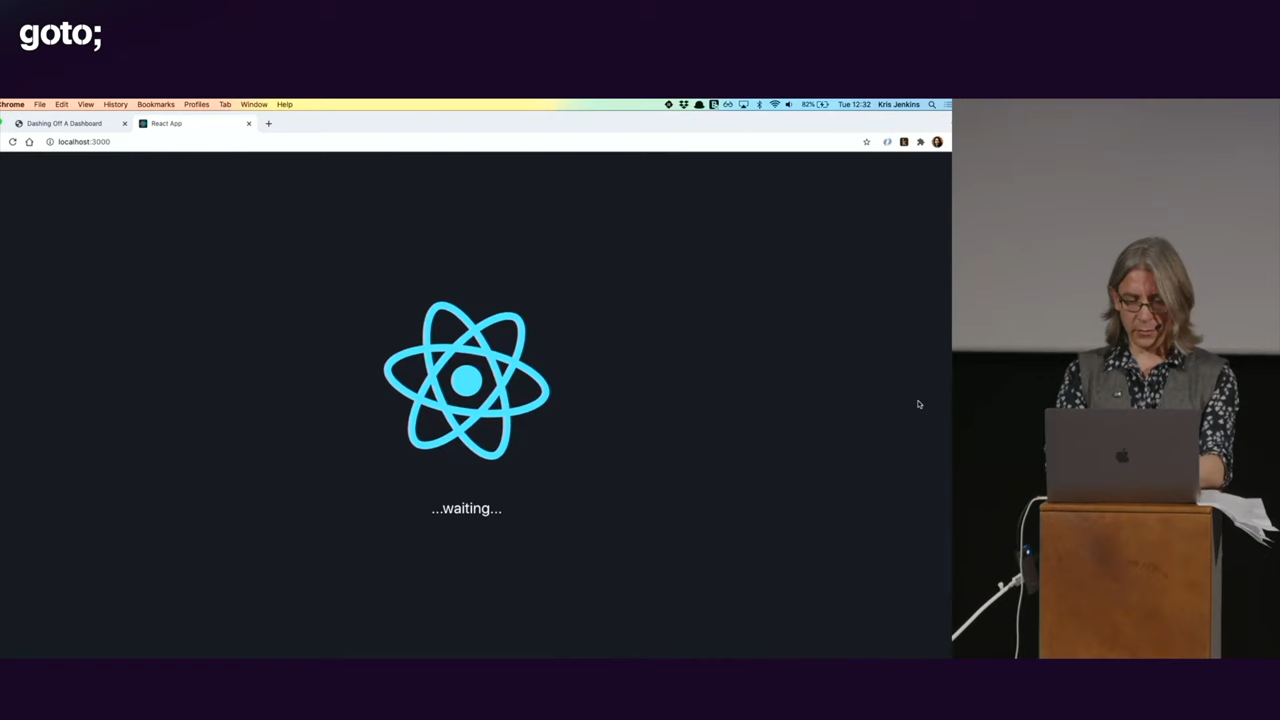 goto;
Chrome File Edit View History Bookmarks Profiles Tab Window Help 82% Tue 12:32 Kris Jenkins
Dashing Off A Dashboard React App
localhost:3000
...waiting...